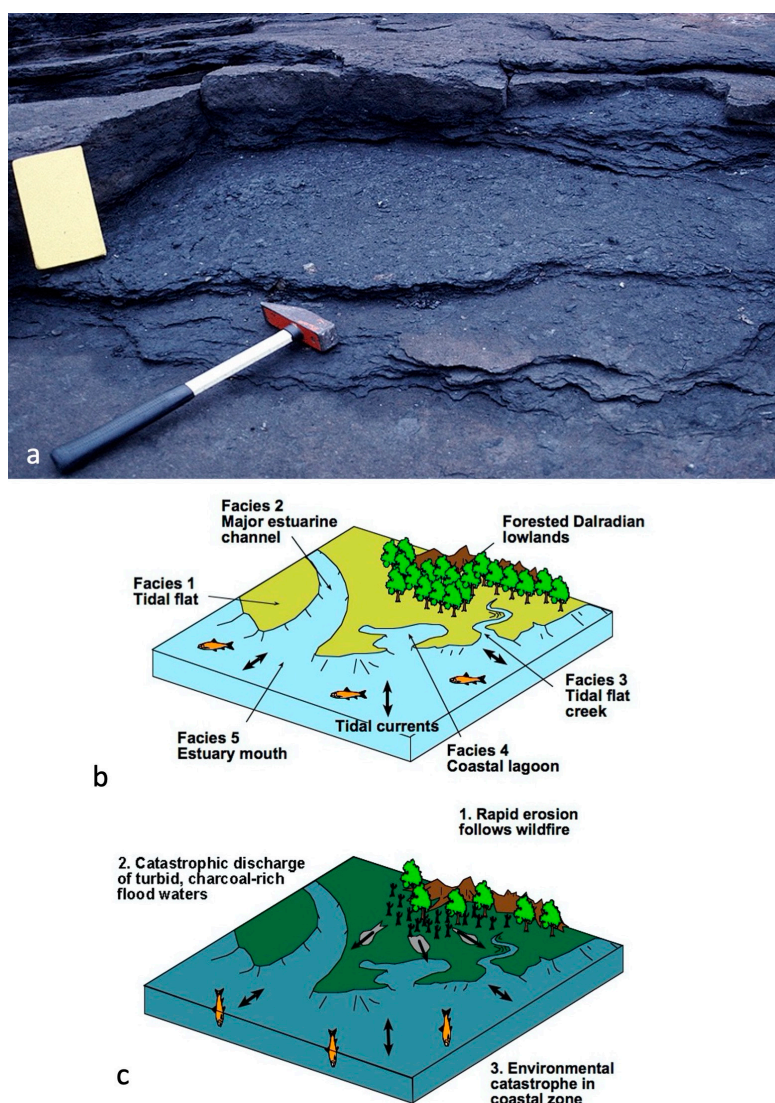 a
Facies 2
Major estuarine
channel
Forested Dalradian
lowlands
Facies 1
Tidal flat
Facies 3
Tidal flat
creek
Tidal currents
Facies 5
Estuary mouth
Facies 4
Coastal lagoon
b
1. Rapid erosion
follows wildfire
2. Catastrophic discharge
of turbid, charcoal-rich
flood waters
3. Environmental
catastrophe in
coastal zone
c